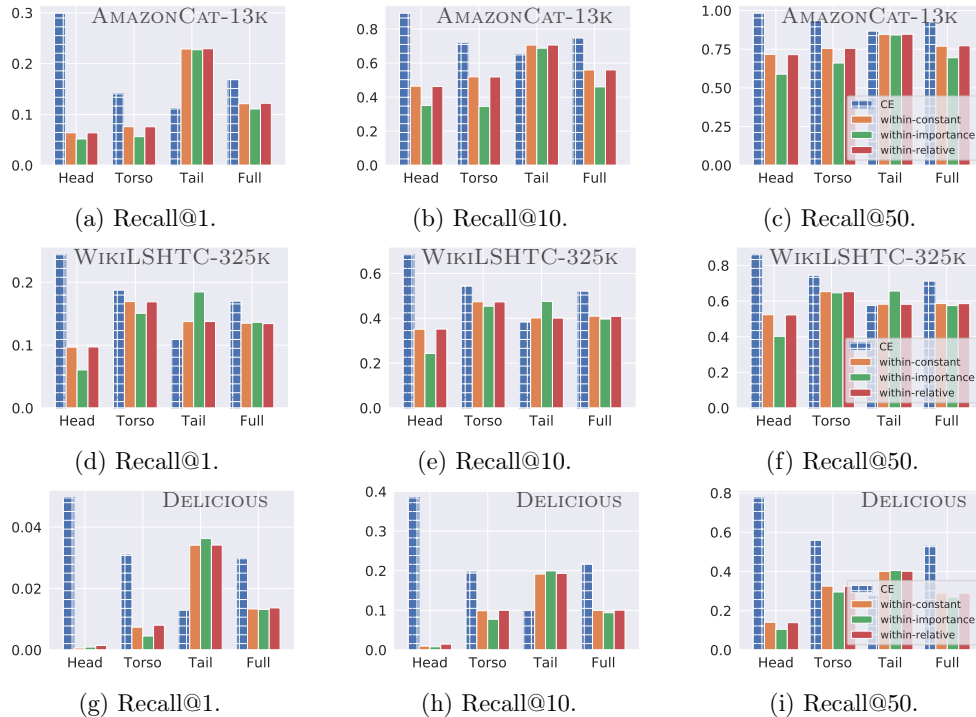 AMAZONCAT-13K
AMAZONCAT-13K
AMAZONCAT-13K
0.3
0.2
0.1
0.0
Head Torso Tail Full
0.8
0.6
0.4
0.2
0.0
Head Torso Tail Full
1.00
0.75
0.50
0.25
0.00
CE
within-constant
within-importance
within-relative
Head Torso Tail Full
(a) Recall@1.
(b) Recall@10.
(c) Recall@50.
WIKILSHTC-325K
WIKILSHTC-325K
WIKILSHTC-325K
0.2
0.1
0.0
Head Torso Tail Full
0.6
0.4
0.2
0.0
Head Torso Tail Full
0.8
0.6
0.4
0.2
0.0
CE
within-constant
within-importance
within-relative
Head Torso Tail Full
(d) Recall@1.
(e) Recall@10.
(f) Recall@50.
DELICIOUS
DELICIOUS
DELICIOUS
0.04
0.02
0.00
Head Torso Tail Full
0.4
0.3
0.2
0.1
0.0
Head Torso Tail Full
0.8
0.6
0.4
0.2
0.0
CE
within-constant
within-importance
within-relative
Head Torso Tail Full
(g) Recall@1.
(h) Recall@10.
(i) Recall@50.